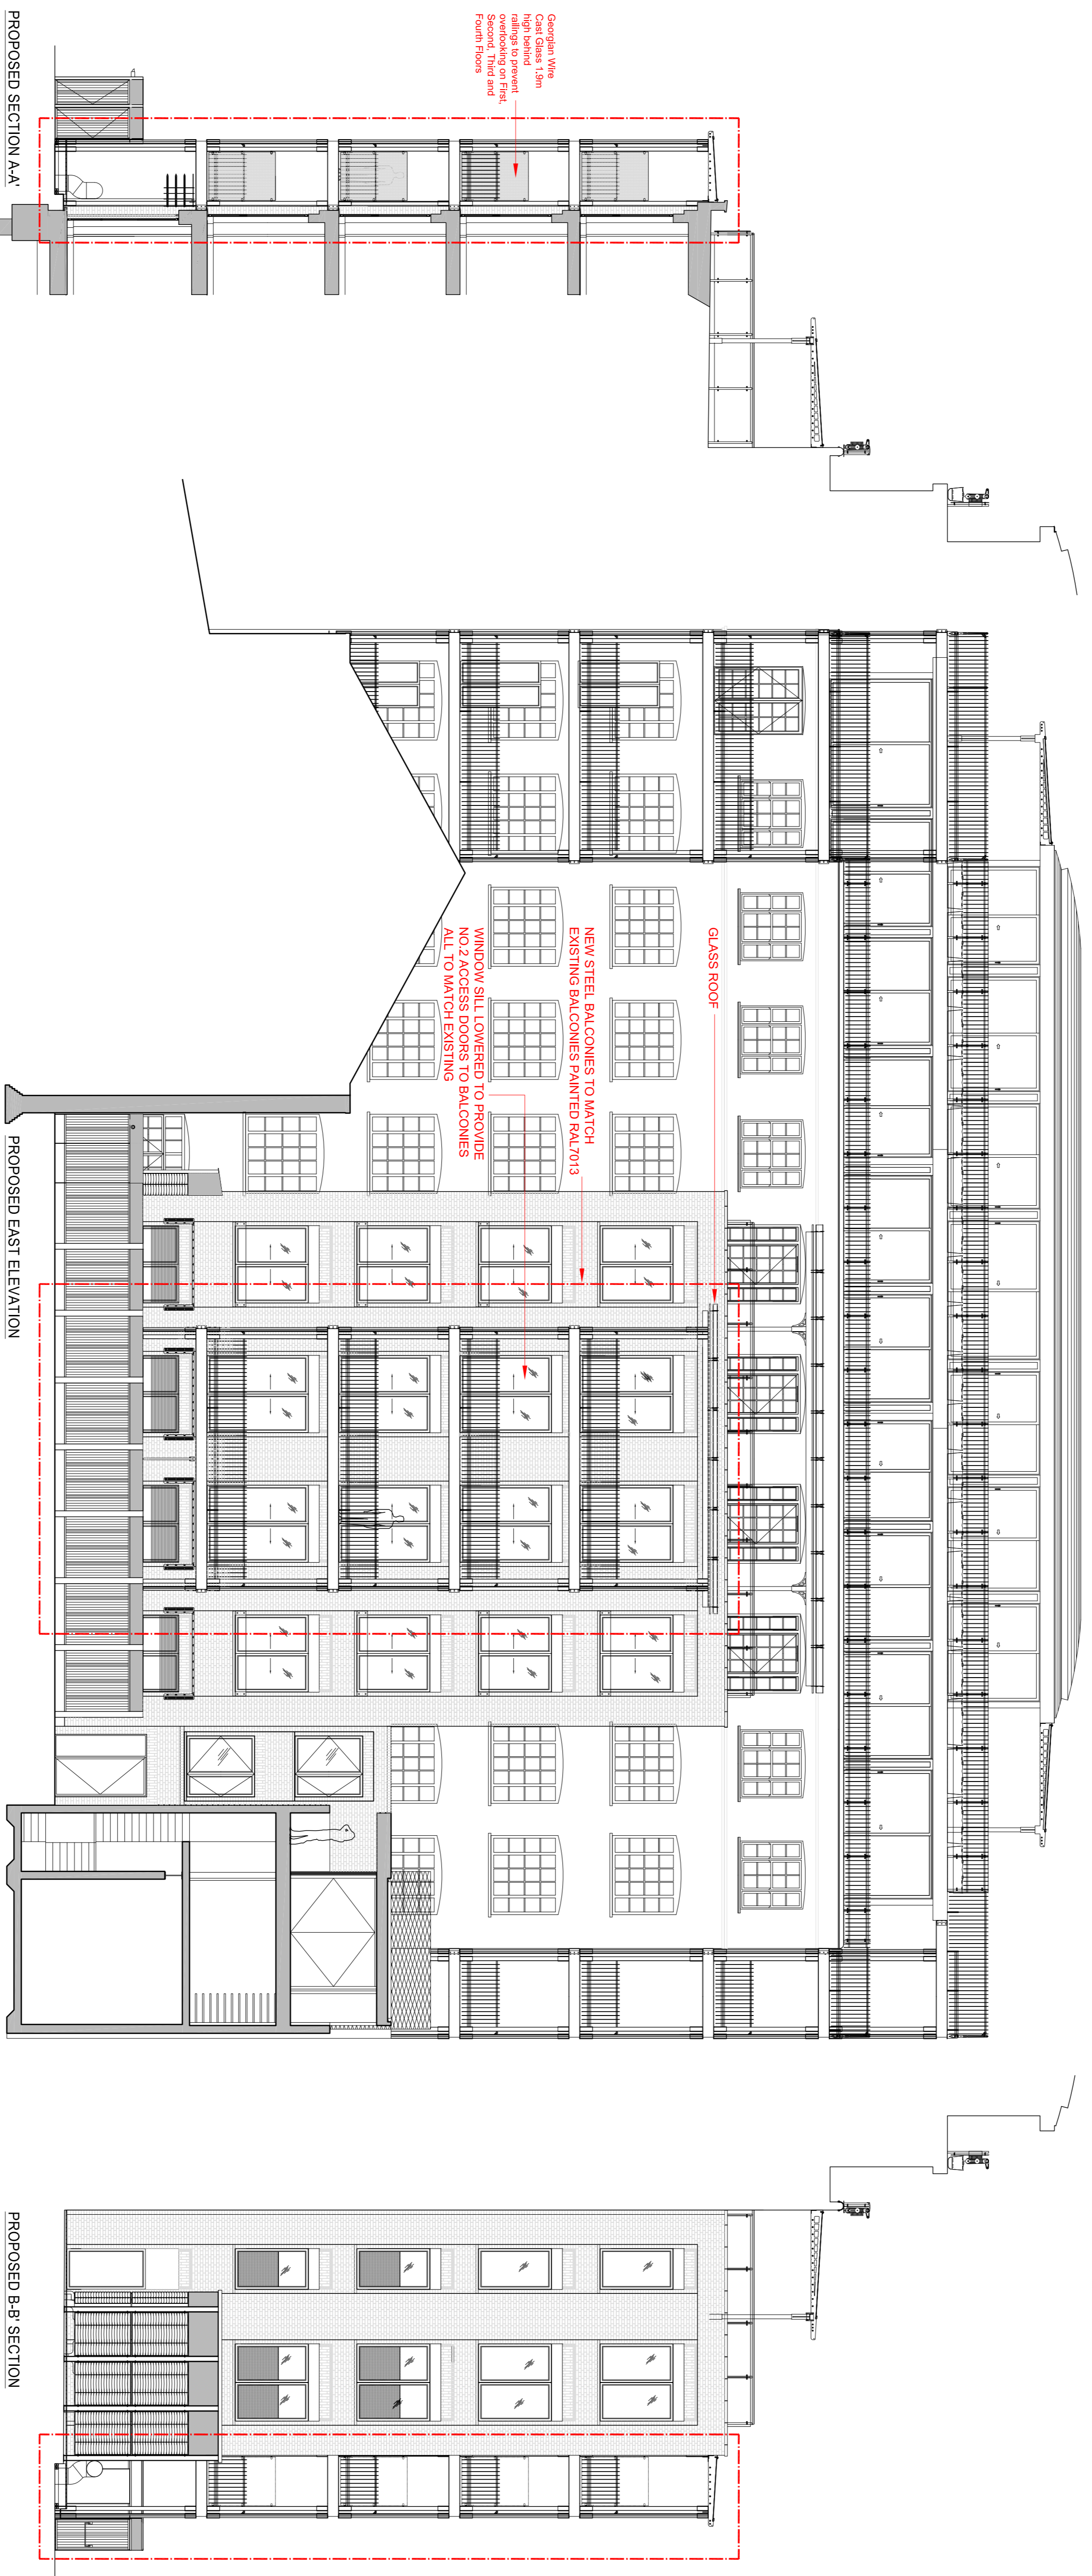 Georgian Wire
Cast Glass 1.9m
high behind
railings to prevent
overlooking on First,
Second, Third and
Fourth Floors
PROPOSED SECTION A-A'
GLASS ROOF
NEW STEEL BALCONIES TO MATCH
EXISTING BALCONIES PAINTED RAL7013
WINDOW SILL LOWERED TO PROVIDE
NO.2 ACCESS DOORS TO BALCONIES
ALL TO MATCH EXISTING
PROPOSED EAST ELEVATION
PROPOSED B-B' SECTION